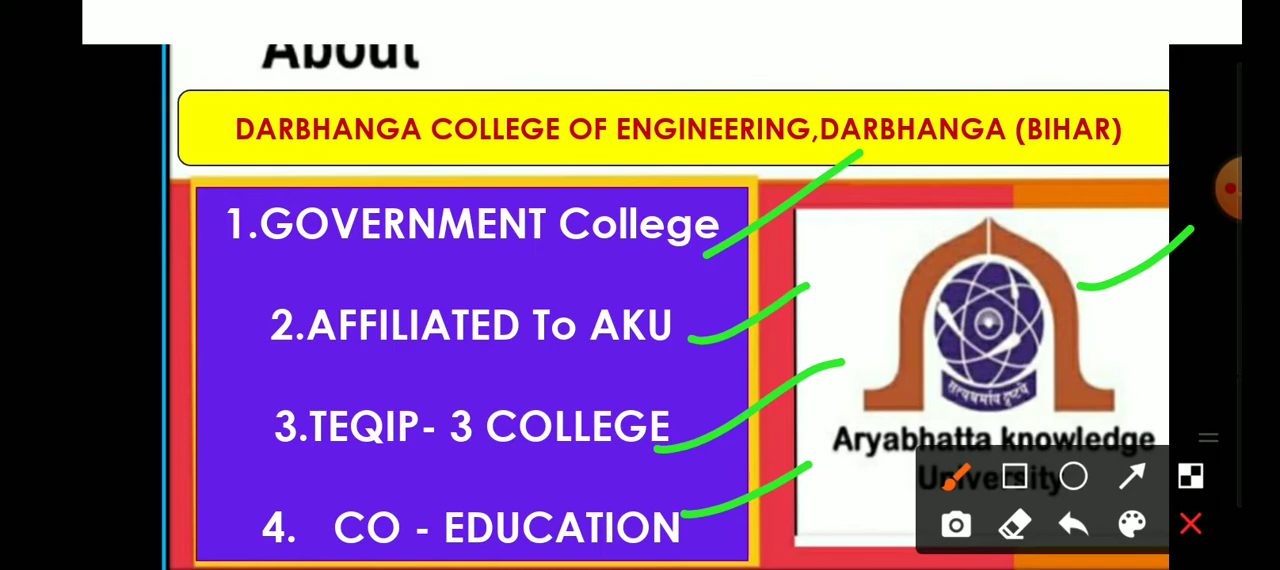 About
DARBHANGA COLLEGE OF ENGINEERING,DARBHANGA (BIHAR)
1.GOVERNMENT College
2.AFFILIATED To AKU
3.TEQIP- 3 COLLEGE
4. CO - EDUCATION
Aryabhatta knowledge
University